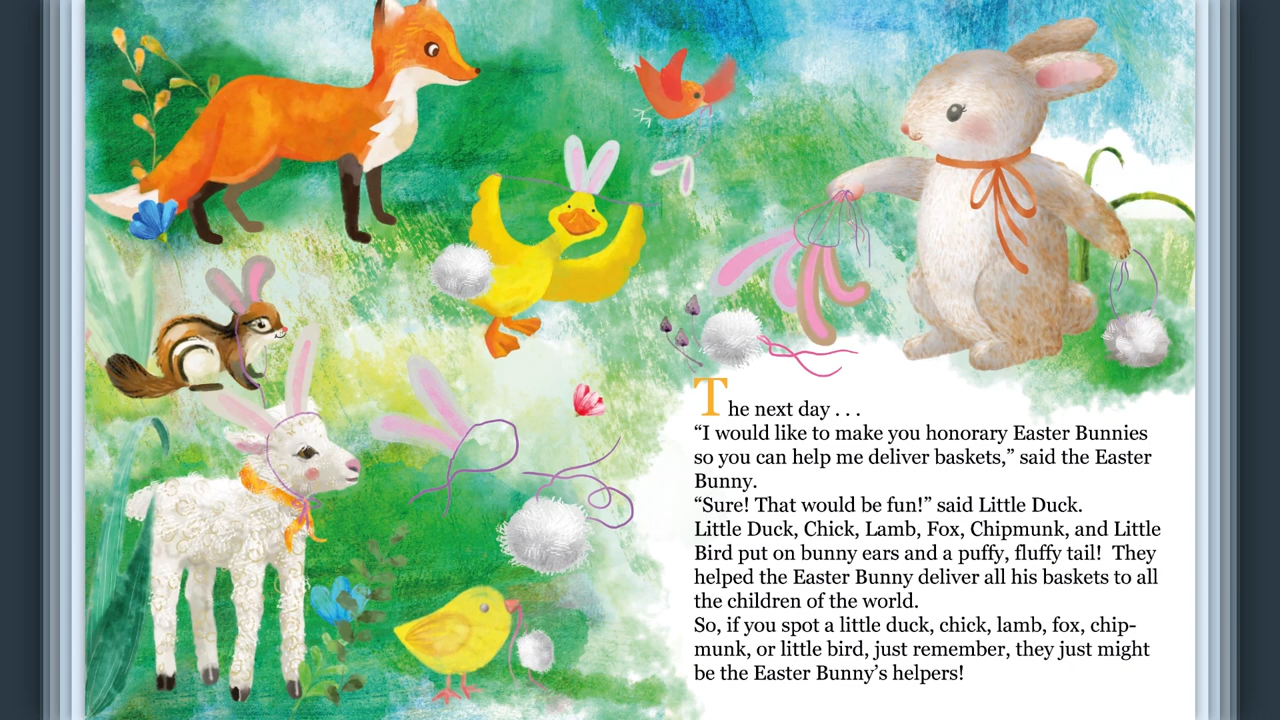 The next day . . .
“I would like to make you honorary Easter Bunnies
so you can help me deliver baskets,” said the Easter
Bunny.
“Sure! That would be fun!” said Little Duck.
Little Duck, Chick, Lamb, Fox, Chipmunk, and Little
Bird put on bunny ears and a puffy, fluffy tail!  They
helped the Easter Bunny deliver all his baskets to all
the children of the world.
So, if you spot a little duck, chick, lamb, fox, chip-
munk, or little bird, just remember, they just might
be the Easter Bunny’s helpers!